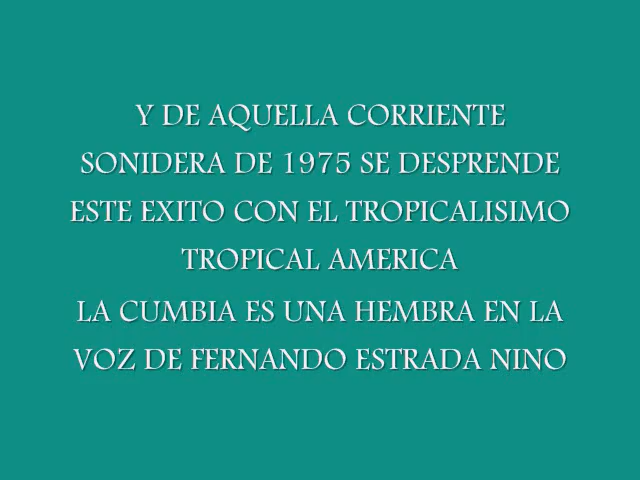 Y DE AQUELLA CORRIENTE
SONIDERA DE 1975 SE DESPRENDE
ESTE EXITO CON EL TROPICALISIMO
TROPICAL AMERICA
LA CUMBIA ES UNA HEMBRA EN LA
VOZ DE FERNANDO ESTRADA NINO